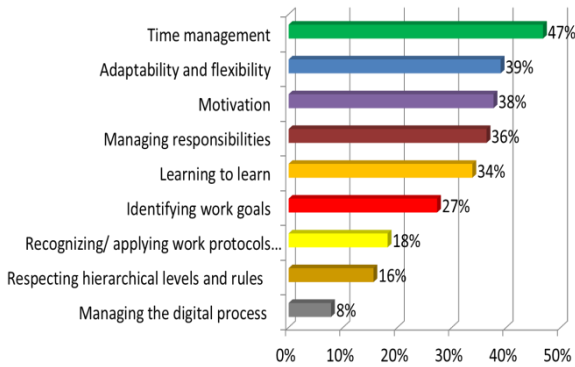 Time management 47%
Adaptability and flexibility 39%
Motivation 38%
Managing responsibilities 36%
Learning to learn 34%
Identifying work goals 27%
Recognizing/ applying work protocols... 18%
Respecting hierarchical levels and rules 16%
Managing the digital process 8%
0% 10% 20% 30% 40% 50%